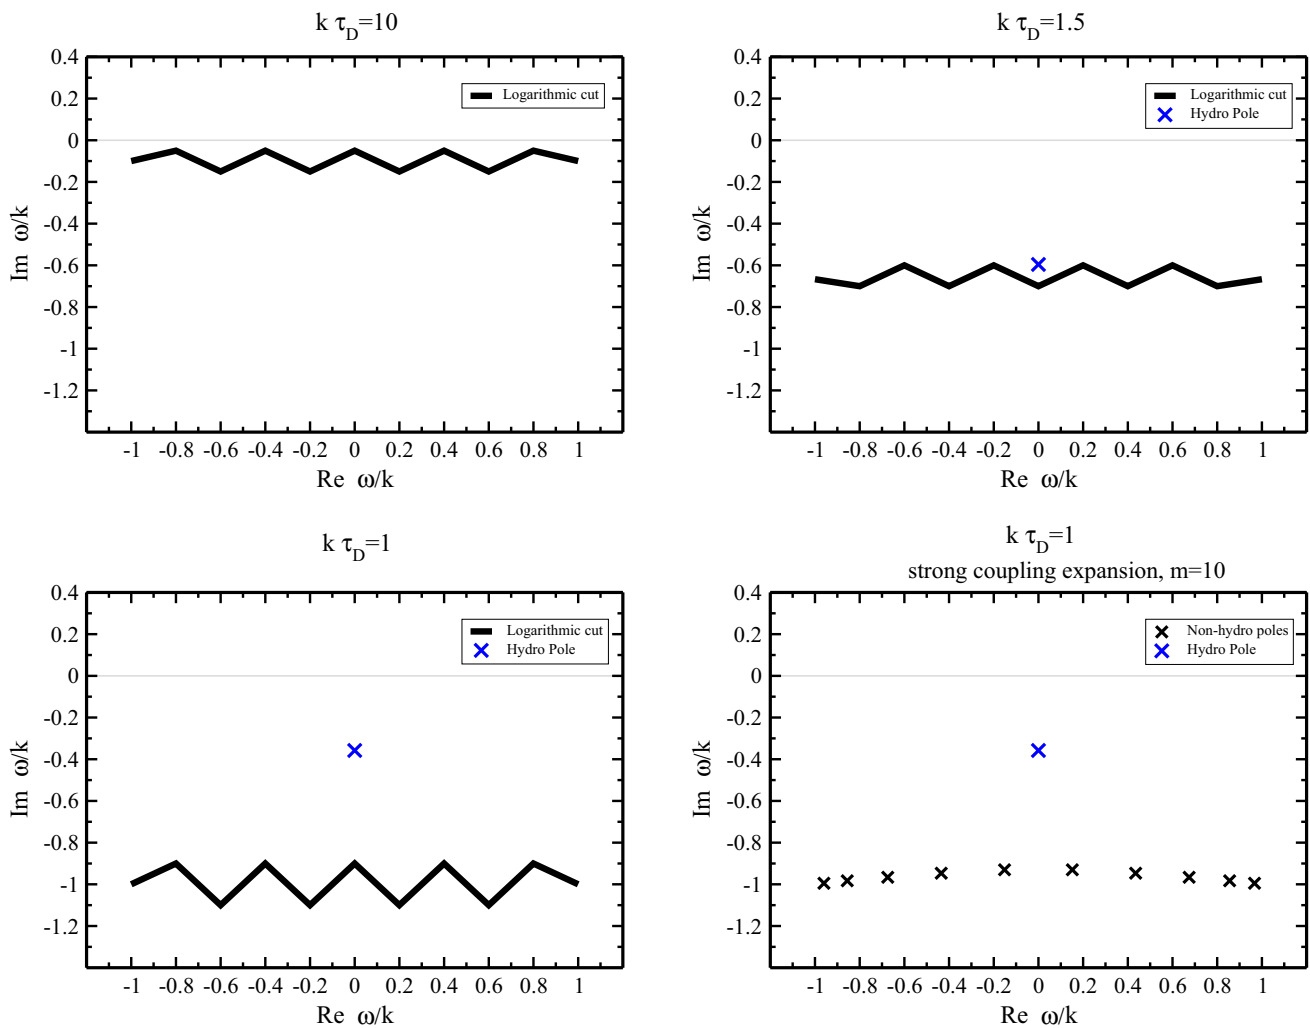 k τ_D=10
0.4
0.2
0
-0.2
-0.4
-0.6
-0.8
-1
-1.2
Im ω/k
Logarithmic cut
-1 -0.8 -0.6 -0.4 -0.2 0 0.2 0.4 0.6 0.8 1
Re ω/k
k τ_D=1.5
0.4
0.2
0
-0.2
-0.4
-0.6
-0.8
-1
-1.2
Im ω/k
Logarithmic cut
Hydro Pole
-1 -0.8 -0.6 -0.4 -0.2 0 0.2 0.4 0.6 0.8 1
Re ω/k
k τ_D=1
0.4
0.2
0
-0.2
-0.4
-0.6
-0.8
-1
-1.2
Im ω/k
Logarithmic cut
Hydro Pole
-1 -0.8 -0.6 -0.4 -0.2 0 0.2 0.4 0.6 0.8 1
Re ω/k
k τ_D=1
strong coupling expansion, m=10
0.4
0.2
0
-0.2
-0.4
-0.6
-0.8
-1
-1.2
Im ω/k
Non-hydro poles
Hydro Pole
-1 -0.8 -0.6 -0.4 -0.2 0 0.2 0.4 0.6 0.8 1
Re ω/k